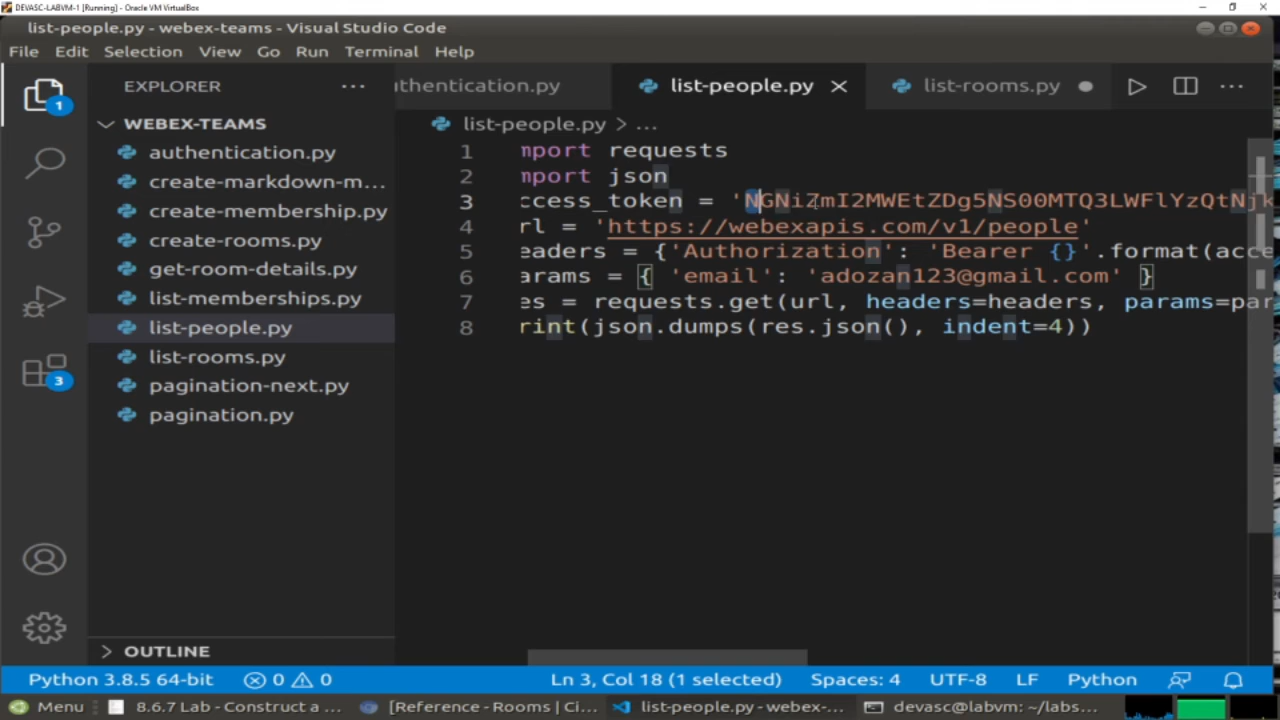 DEVASC-LABVM-1 [Running] - Oracle VM VirtualBox
list-people.py - webex-teams - Visual Studio Code
File Edit Selection View Go Run Terminal Help
EXPLORER ···
uthentication.py list-people.py list-rooms.py ···
WEBEX-TEAMS
authentication.py
create-markdown-m...
create-membership.py
create-rooms.py
get-room-details.py
list-memberships.py
list-people.py
list-rooms.py
pagination-next.py
pagination.py
OUTLINE
1
3
list-people.py > ...
1 mport requests
2 mport json
3 ccess_token = 'NGNiZmI2MWEtZDg5NS00MTQ3LWFlYzQtNjk
4 rl = 'https://webexapis.com/v1/people'
5 eaders = {'Authorization': 'Bearer {}'.format(acce
6 arams = { 'email': 'adozan123@gmail.com' }
7 es = requests.get(url, headers=headers, params=par
8 rint(json.dumps(res.json(), indent=4))
Python 3.8.5 64-bit 0 0 Ln 3, Col 18 (1 selected) Spaces: 4 UTF-8 LF Python
Menu 8.6.7 Lab - Construct a ... [Reference - Rooms | Ci... list-people.py - webex-... devasc@labvm: ~/labs...